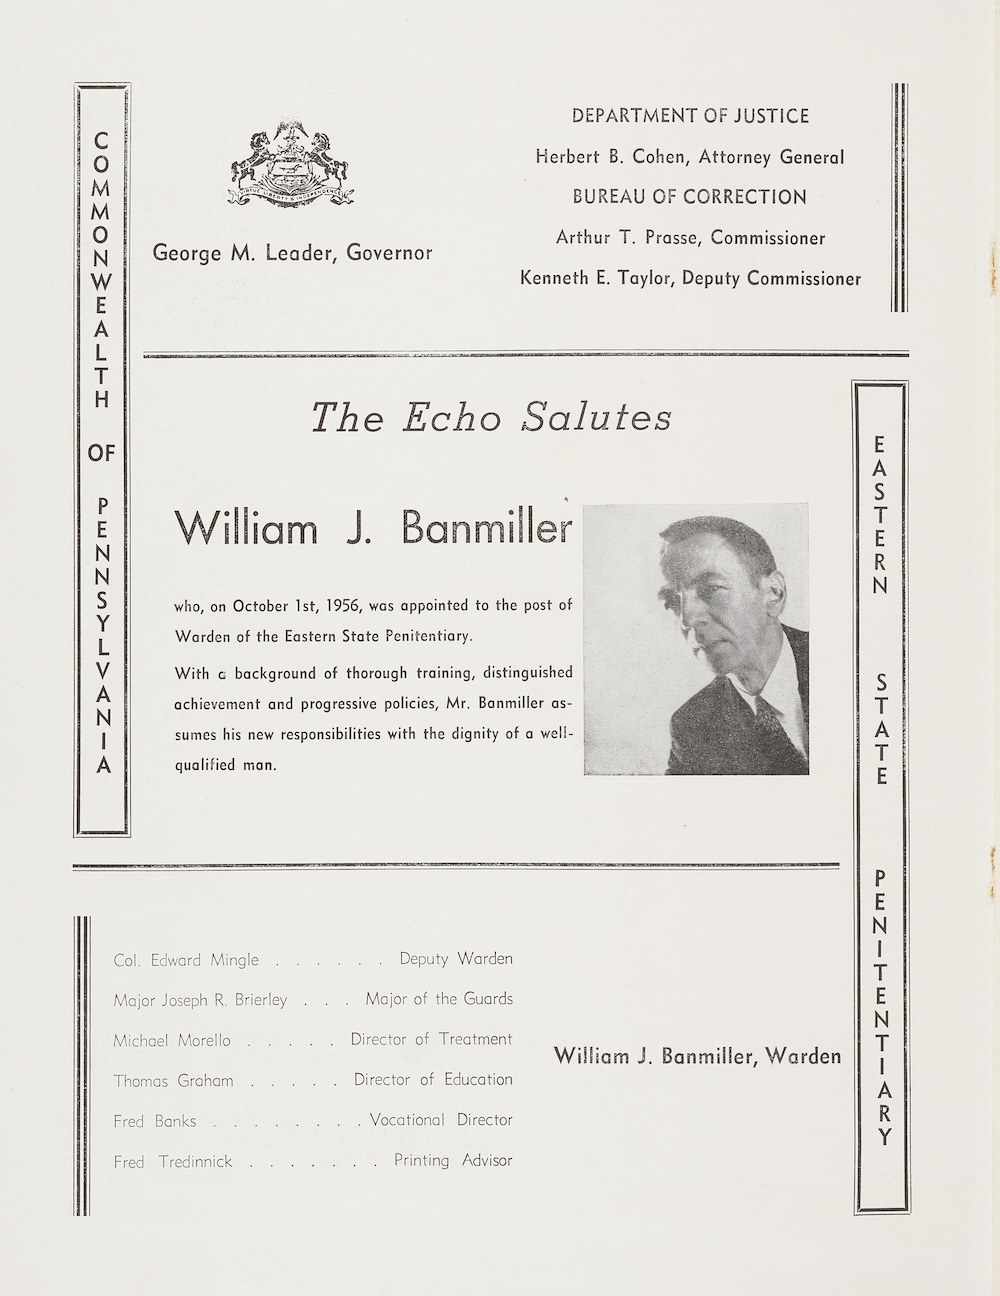 COMMONWEALTH OF PENNSYLVANIA
VIRTUE LIBERTY & INDEPENDENCE
George M. Leader, Governor
DEPARTMENT OF JUSTICE
Herbert B. Cohen, Attorney General
BUREAU OF CORRECTION
Arthur T. Prasse, Commissioner
Kenneth E. Taylor, Deputy Commissioner
The Echo Salutes
William J. Banmiller
who, on October 1st, 1956, was appointed to the post of
Warden of the Eastern State Penitentiary.
With a background of thorough training, distinguished
achievement and progressive policies, Mr. Banmiller as-
sumes his new responsibilities with the dignity of a well-
qualified man.
EASTERN STATE PENITENTIARY
Col. Edward Mingle . . . . . . Deputy Warden
Major Joseph R. Brierley . . . Major of the Guards
Michael Morello . . . . . Director of Treatment
Thomas Graham . . . . . Director of Education
Fred Banks . . . . . . . . Vocational Director
Fred Tredinnick . . . . . . . Printing Advisor
William J. Banmiller, Warden